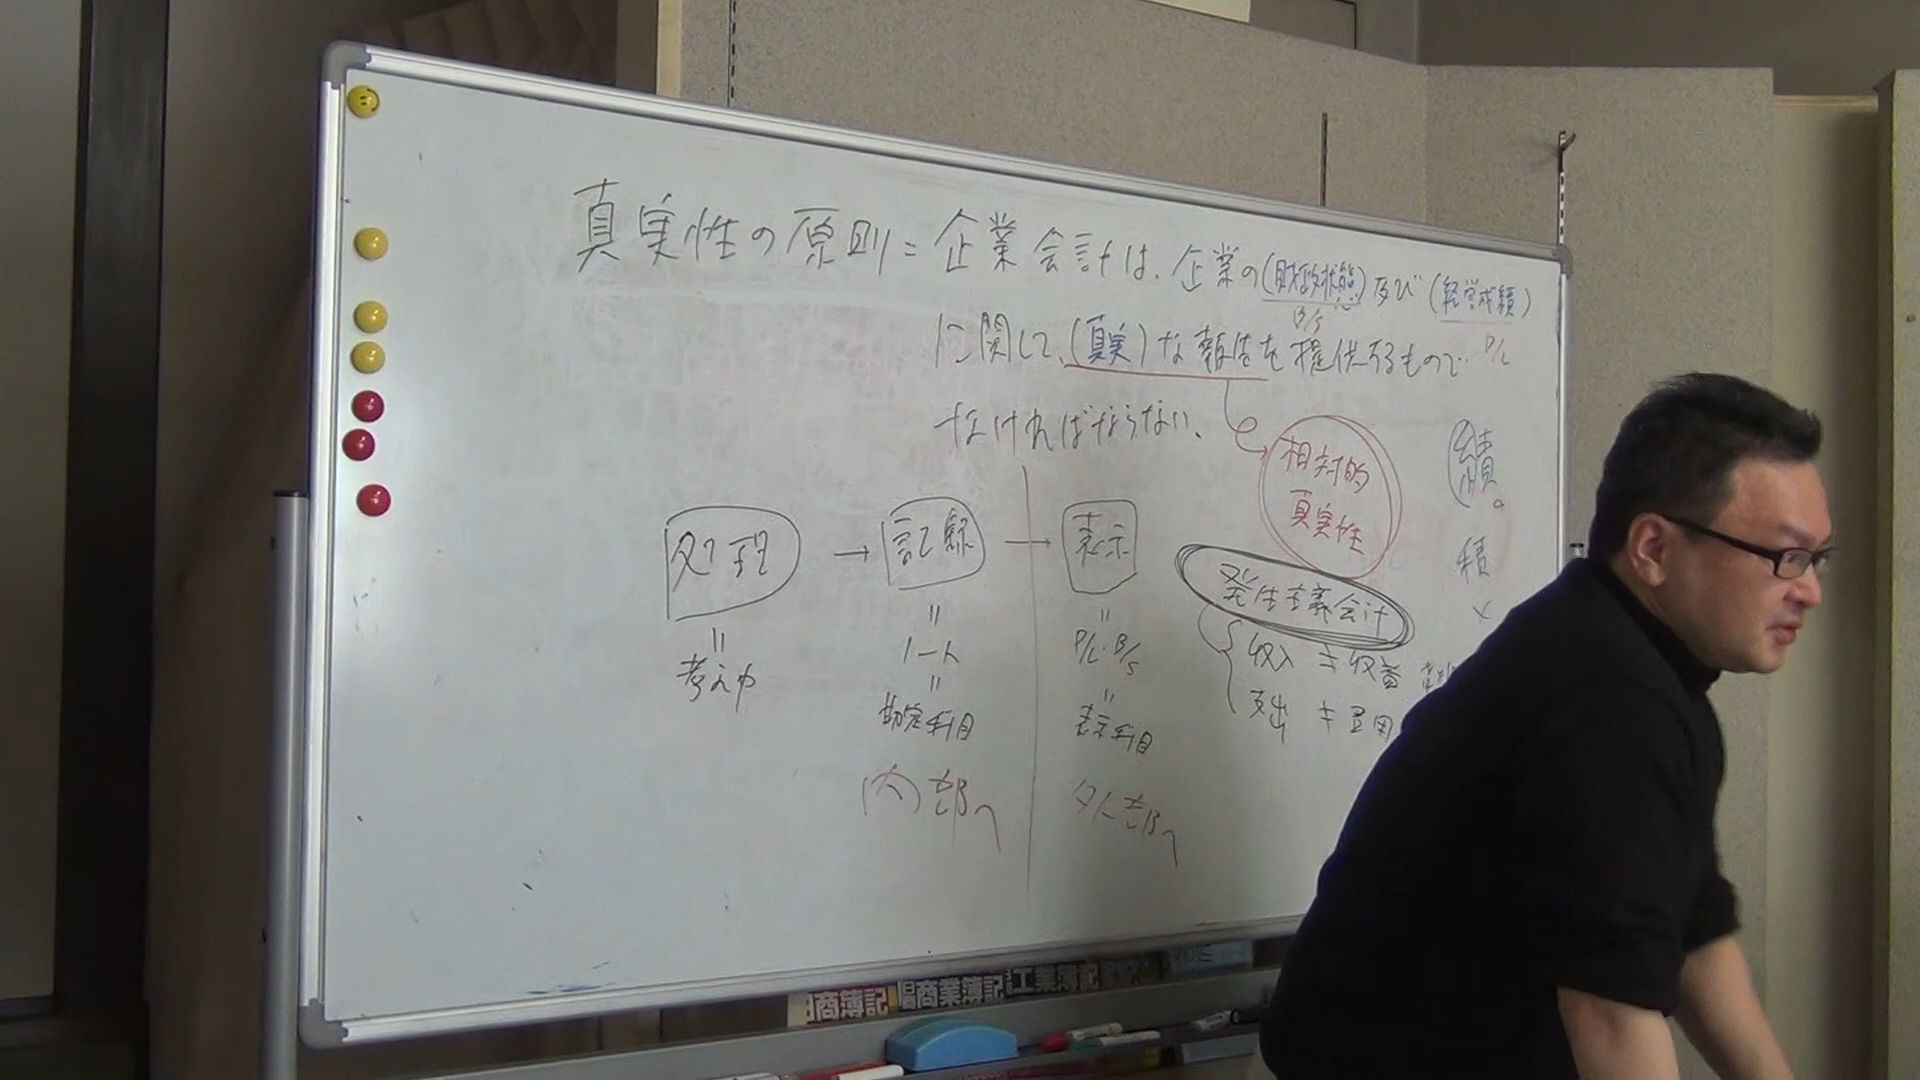 真実性の原則=企業会計は、企業の(財政状態)及び(経営成績)
B/S
P/L
に関して、(真実)な報告を提供するもので
なければならない。
相対的
真実性
績。
積
×
処理 → 記録 → 表示
=
考え方
=
ノート
=
勘定科目
内部へ
=
P/L・B/S
=
表示科目
外部へ
発生主義会計
収入 ≠ 収益
支出 ≠ 費用
日商簿記
日商商業簿記
工業簿記